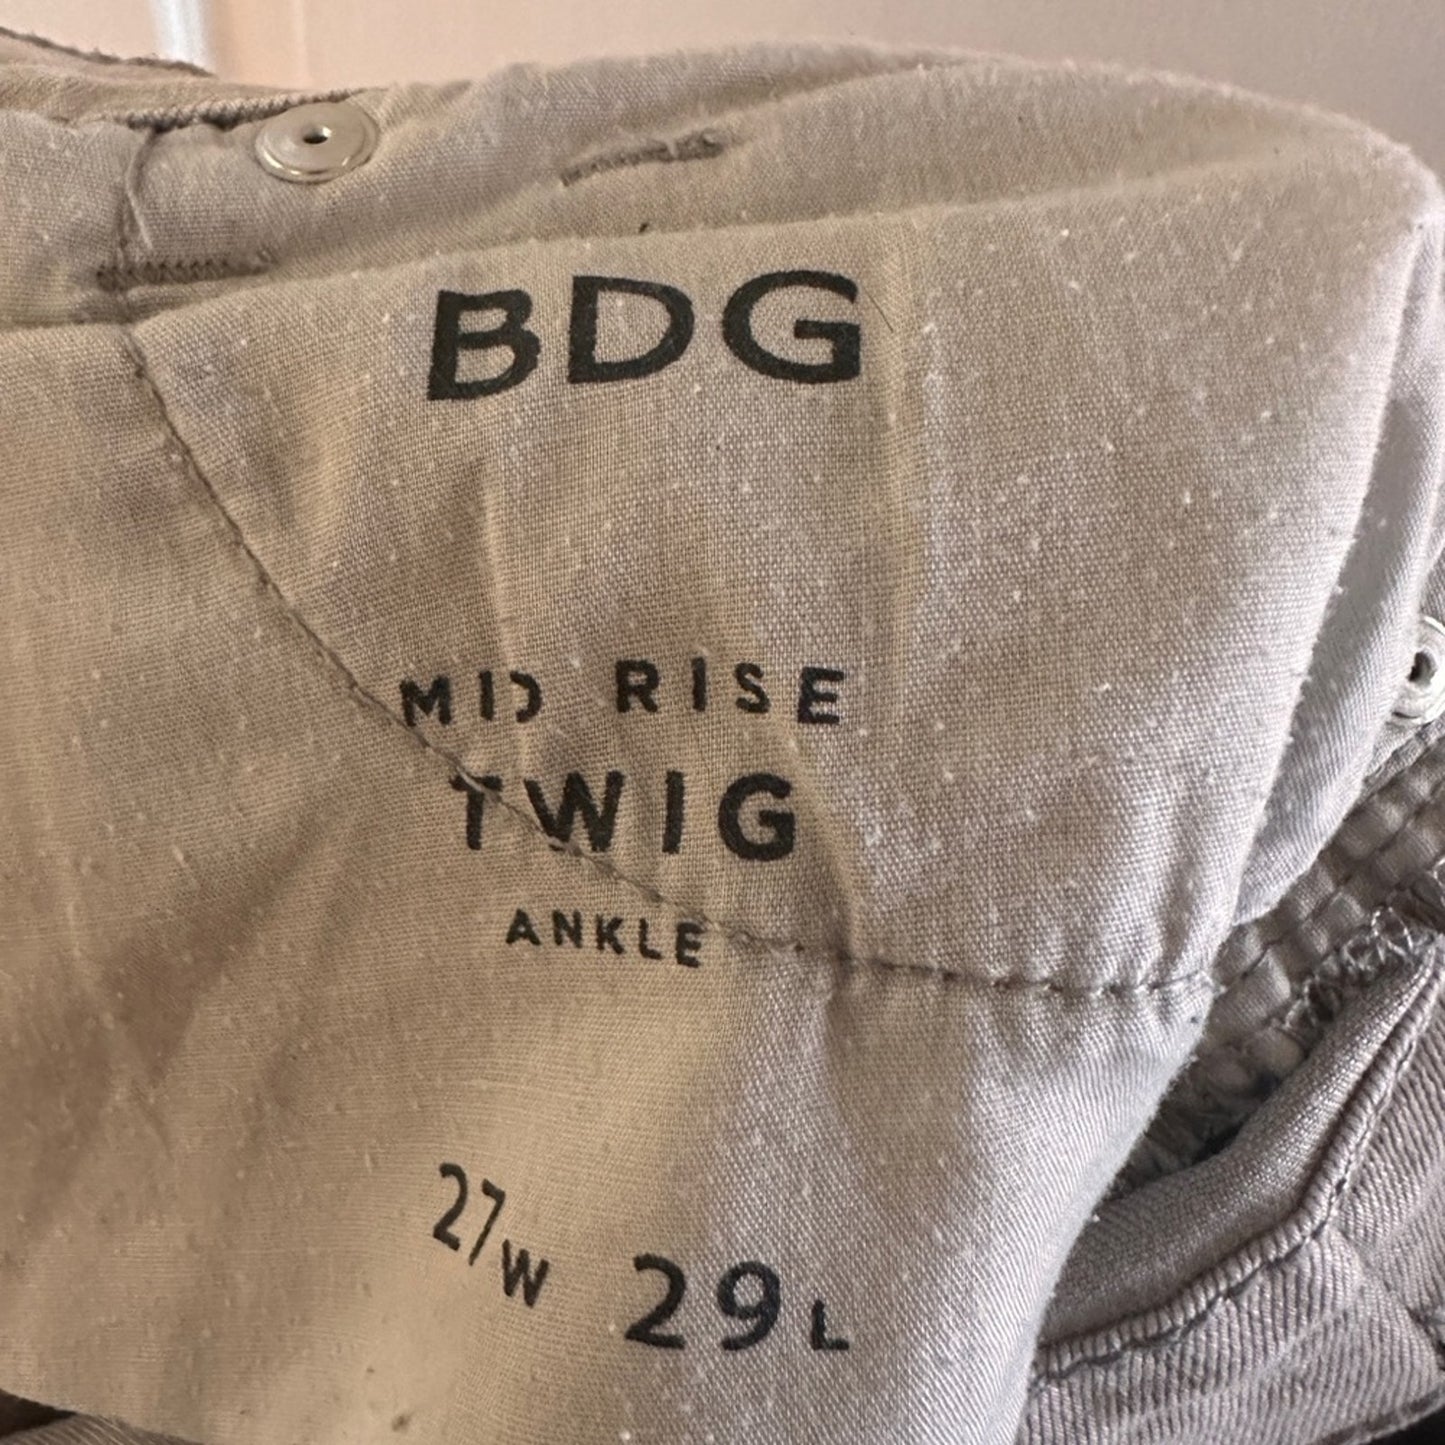 BDG
MID RISE
TWIG
ANKLE
27W 29L